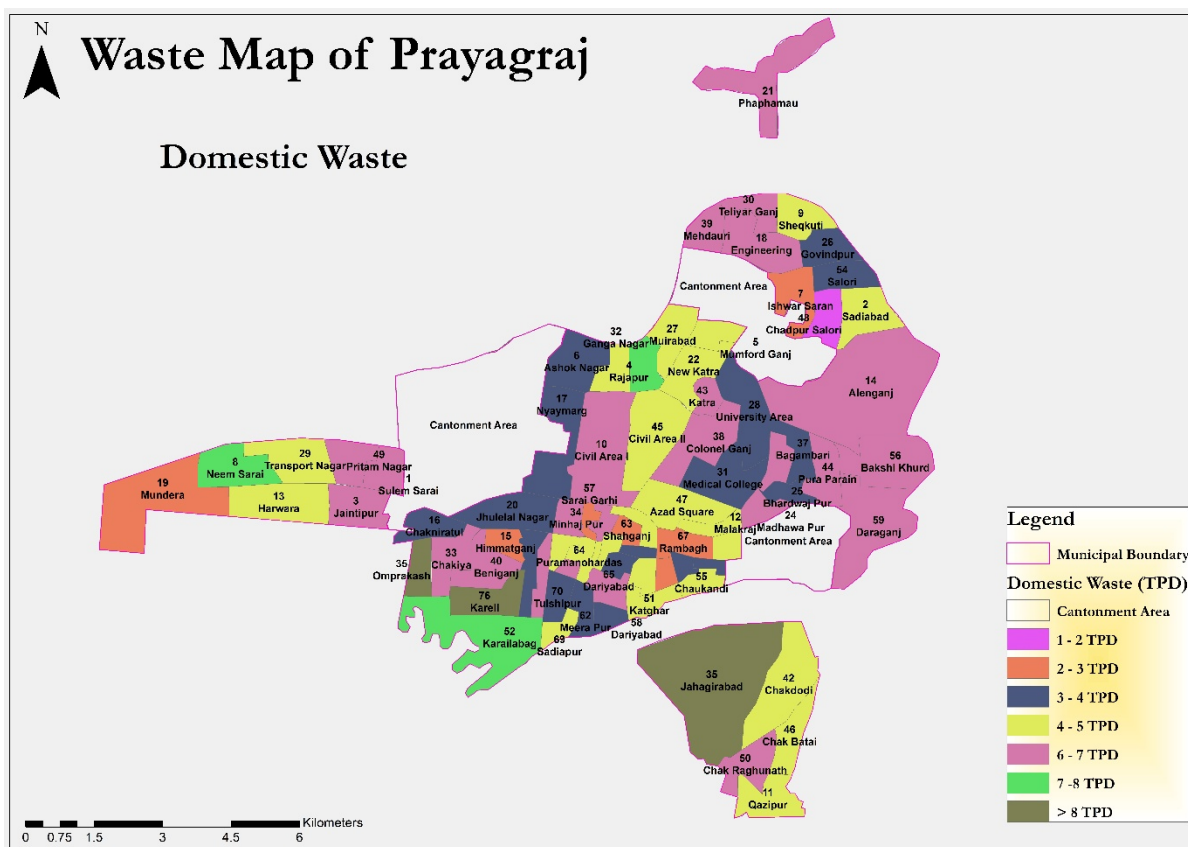 N
Waste Map of Prayagraj
Domestic Waste
21
Phaphamau
30
Teliyar Ganj
9
Sheqkuti
39
Mehdauri
18
Engineering
26
Govindpur
54
Salori
Cantonment Area
7
Ishwar Saran
48
Chadpur Salori
2
Sadiabad
32
Ganga Nagar
27
Muirabad
5
Mumford Ganj
6
Ashok Nagar
4
Rajapur
22
New Katra
14
Alenganj
17
Nyaymarg
43
Katra
28
University Area
Cantonment Area
45
Civil Area II
10
Civil Area I
38
Colonel Ganj
37
Bagambari
8
Neem Sarai
29
Transport Nagar
49
Pritam Nagar
1
Sulem Sarai
31
Medical College
44
Pura Parain
56
Bakshi Khurd
19
Mundera
13
Harwara
3
Jaintipur
57
Sarai Garhi
25
Bhardwaj Pur
47
Azad Square
24
Madhawa Pur
Cantonment Area
59
Daraganj
16
Chakniratul
20
Jhulelal Nagar
34
Minhaj Pur
12
Malakraj
63
Shahganj
67
Rambagh
15
Himmatganj
35
Omprakash
33
Chakiya
40
Beniganj
64
Puramanohardas
65
Dariyabad
55
Chaukandi
76
Kareli
70
Tulshipur
51
Katghar
62
Meera Pur
58
Dariyabad
52
Karailabag
69
Sadiapur
35
Jahagirabad
42
Chakdodi
46
Chak Batai
50
Chak Raghunath
11
Qazipur
Legend
Municipal Boundary
Domestic Waste (TPD)
Cantonment Area
1 - 2 TPD
2 - 3 TPD
3 - 4 TPD
4 - 5 TPD
6 - 7 TPD
7 -8 TPD
> 8 TPD
Kilometers
0 0.75 1.5 3 4.5 6